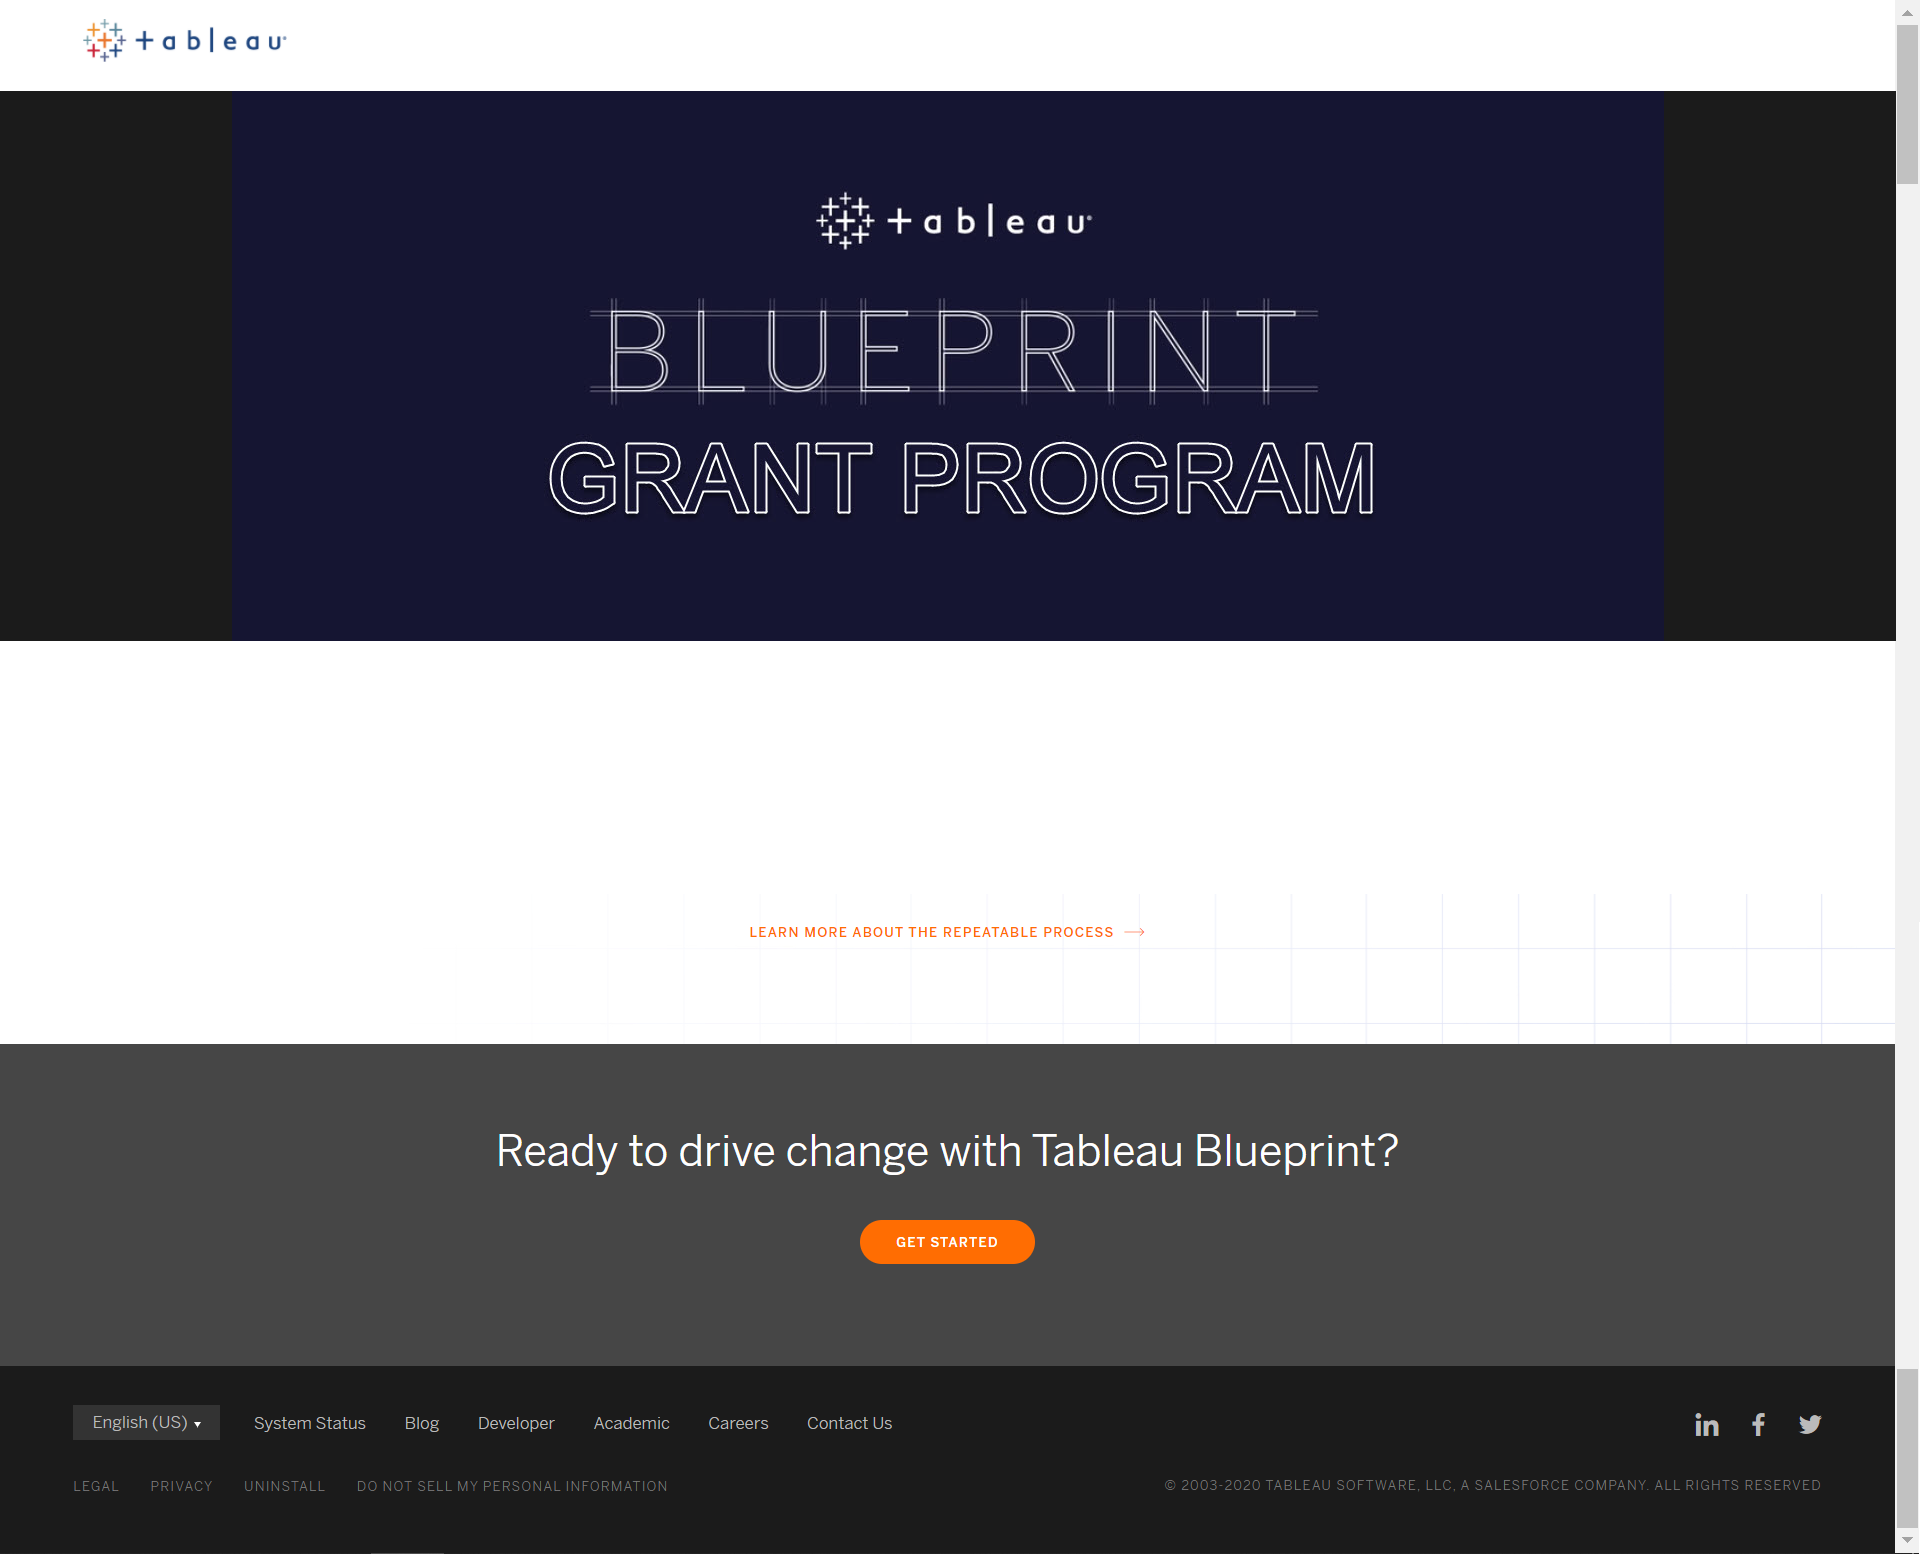 +ableau
+ableau
BLUEPRINT
GRANT PROGRAM
LEARN MORE ABOUT THE REPEATABLE PROCESS
Ready to drive change with Tableau Blueprint?
GET STARTED
English (US) System Status Blog Developer Academic Careers Contact Us
LEGAL PRIVACY UNINSTALL DO NOT SELL MY PERSONAL INFORMATION © 2003-2020 TABLEAU SOFTWARE, LLC, A SALESFORCE COMPANY. ALL RIGHTS RESERVED